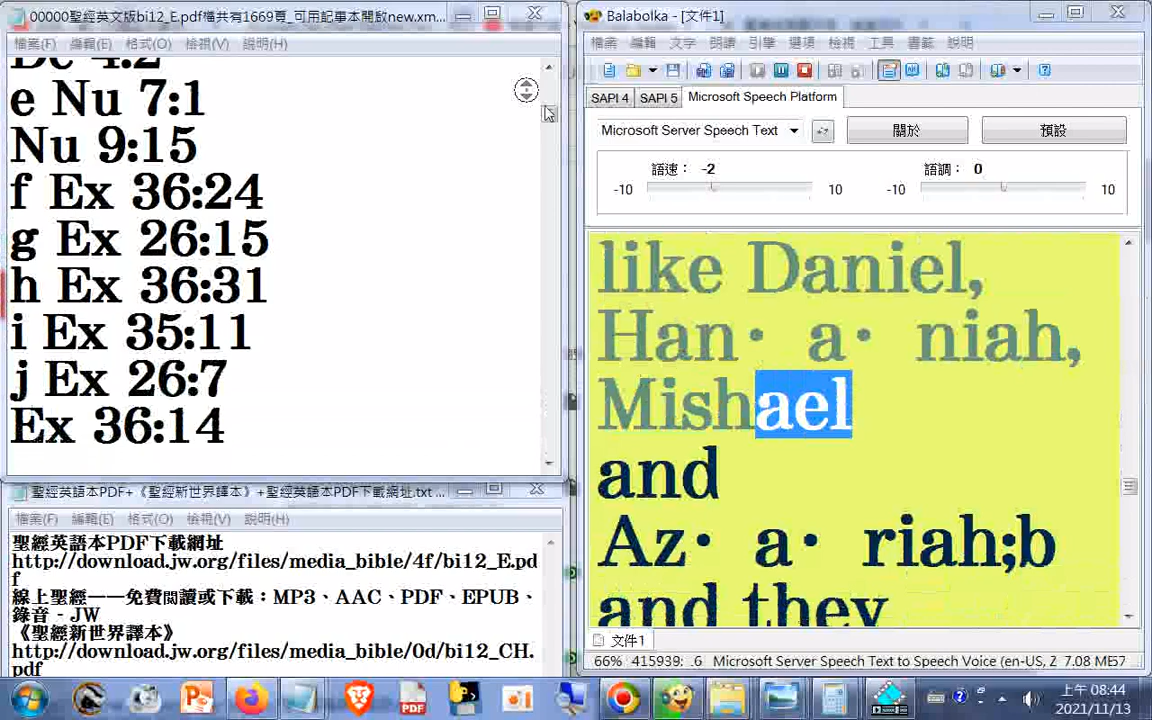 00000聖經英文版bi12_E.pdf檔共有1669頁_可用記事本開啟new.xm...
檔案(F) 編輯(E) 格式(O) 檢視(V) 說明(H)
De 4:2
e Nu 7:1
Nu 9:15
f Ex 36:24
g Ex 26:15
h Ex 36:31
i Ex 35:11
j Ex 26:7
Ex 36:14
聖經英語本PDF+《聖經新世界譯本》+聖經英語本PDF下載網址.txt ...
檔案(F) 編輯(E) 格式(O) 檢視(V) 說明(H)
聖經英語本PDF下載網址
http://download.jw.org/files/media_bible/4f/bi12_E.pd
f
線上聖經──免費閱讀或下載：MP3、AAC、PDF、EPUB、
錄音 - JW
《聖經新世界譯本》
http://download.jw.org/files/media_bible/0d/bi12_CH.
pdf
Balabolka - [文件1]
檔案 編輯 文字 朗讀 引擎 選項 檢視 工具 書籤 說明
SAPI 4 SAPI 5 Microsoft Speech Platform
Microsoft Server Speech Text 關於 預設
語速： -2 語調： 0
-10 10 -10 10
like Daniel,
Han· a· niah,
Mishael
and
Az· a· riah;b
and they
文件1
66% 415939: .6 Microsoft Server Speech Text to Speech Voice (en-US, Z 7.08 ME57
上午 08:44
2021/11/13